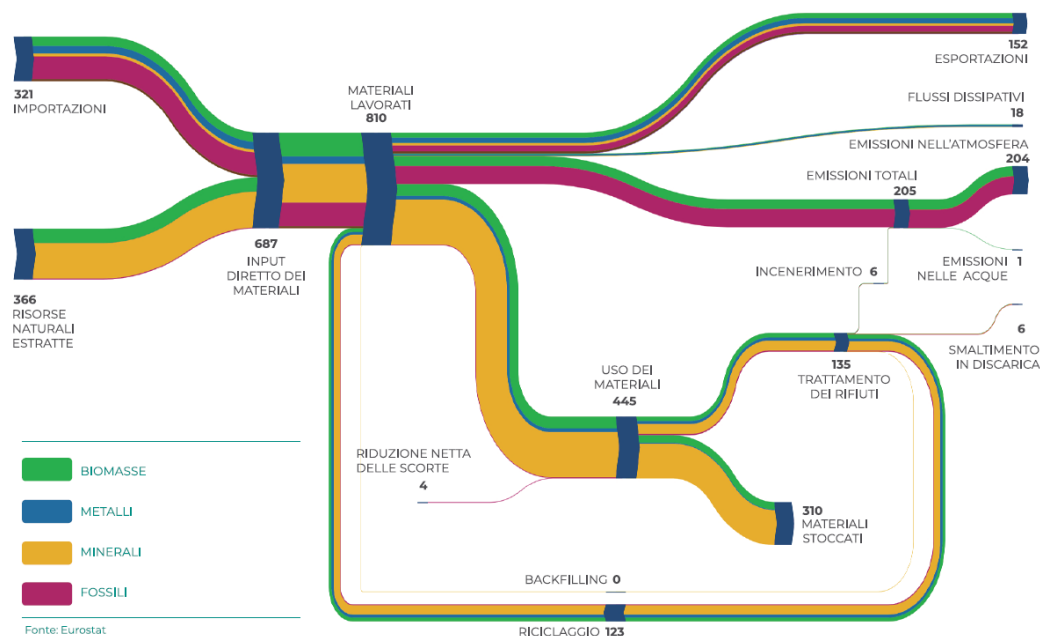 152
ESPORTAZIONI
321
IMPORTAZIONI
MATERIALI
LAVORATI
810
FLUSSI DISSIPATIVI
18
EMISSIONI NELL'ATMOSFERA
204
EMISSIONI TOTALI
205
687
INPUT
DIRETTO DEI
MATERIALI
INCENERIMENTO 6
1
EMISSIONI
NELLE ACQUE
366
RISORSE
NATURALI
ESTRATTE
6
SMALTIMENTO
IN DISCARICA
135
TRATTAMENTO
DEI RIFIUTI
USO DEI
MATERIALI
445
RIDUZIONE NETTA
DELLE SCORTE
4
310
MATERIALI
STOCCATI
BIOMASSE
METALLI
MINERALI
FOSSILI
BACKFILLING 0
RICICLAGGIO 123
Fonte: Eurostat